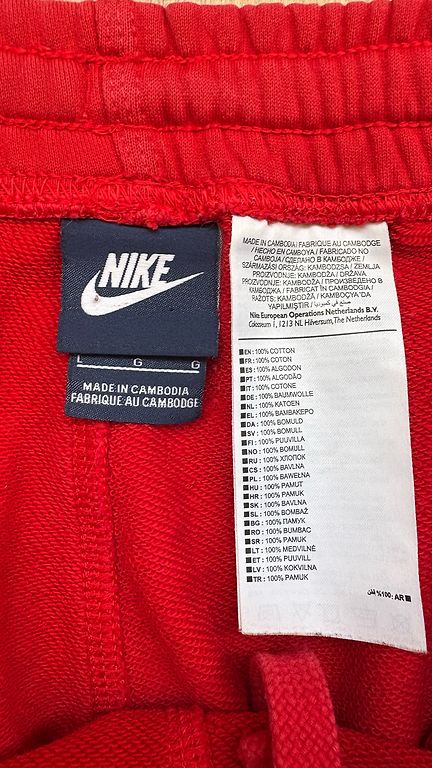 NIKE
L G G
MADE IN CAMBODIA
FABRIQUE AU CAMBODGE
MADE IN CAMBODIA/ FABRIQUE AU CAMBODGE
/ HECHO EN CAMBOYA / FABRICADO NO
CAMBOJA / СДЕЛАНО В КАМБОДЖЕ /
SZÁRMAZÁSI ORSZÁG: KAMBODZSA / ZEMLJA
PROIZVODNJE: KAMBODŽA / DRŽAVA
PROIZVODNJE: KAMBODŽA / ПРОИЗВЕДЕНО В
КАМБОДЖА / FABRICAT ÎN CAMBODGIA /
RAŽOTS: KAMBODŽĀ / KAMBOÇYA'DA
YAPILMIŞTIR / صنع في كمبوديا
Nike European Operations Netherlands B.V.
Colosseum 1, 1213 NL Hilversum, The Netherlands
EN: 100% COTTON
FR: 100% COTON
ES: 100% ALGODON
PT: 100% ALGODÃO
IT: 100% COTONE
DE: 100% BAUMWOLLE
NL: 100% KATOEN
EL: 100% ΒΑΜΒΑΚΕΡΟ
DA: 100% BOMULD
SV: 100% BOMULL
FI: 100% PUUVILLA
NO: 100% BOMULL
RU: 100% ХЛОПОК
CS: 100% BAVLNA
PL: 100% BAWEŁNA
HU: 100% PAMUT
HR: 100% PAMUK
SK: 100% BAVLNA
SL: 100% BOMBAŽ
BG: 100% ПАМУК
RO: 100% BUMBAC
SR: 100% PAMUK
LT: 100% MEDVILNĖ
ET: 100% PUUVILL
LV: 100% KOKVILNA
TR: 100% PAMUK
AR: 100% قطن